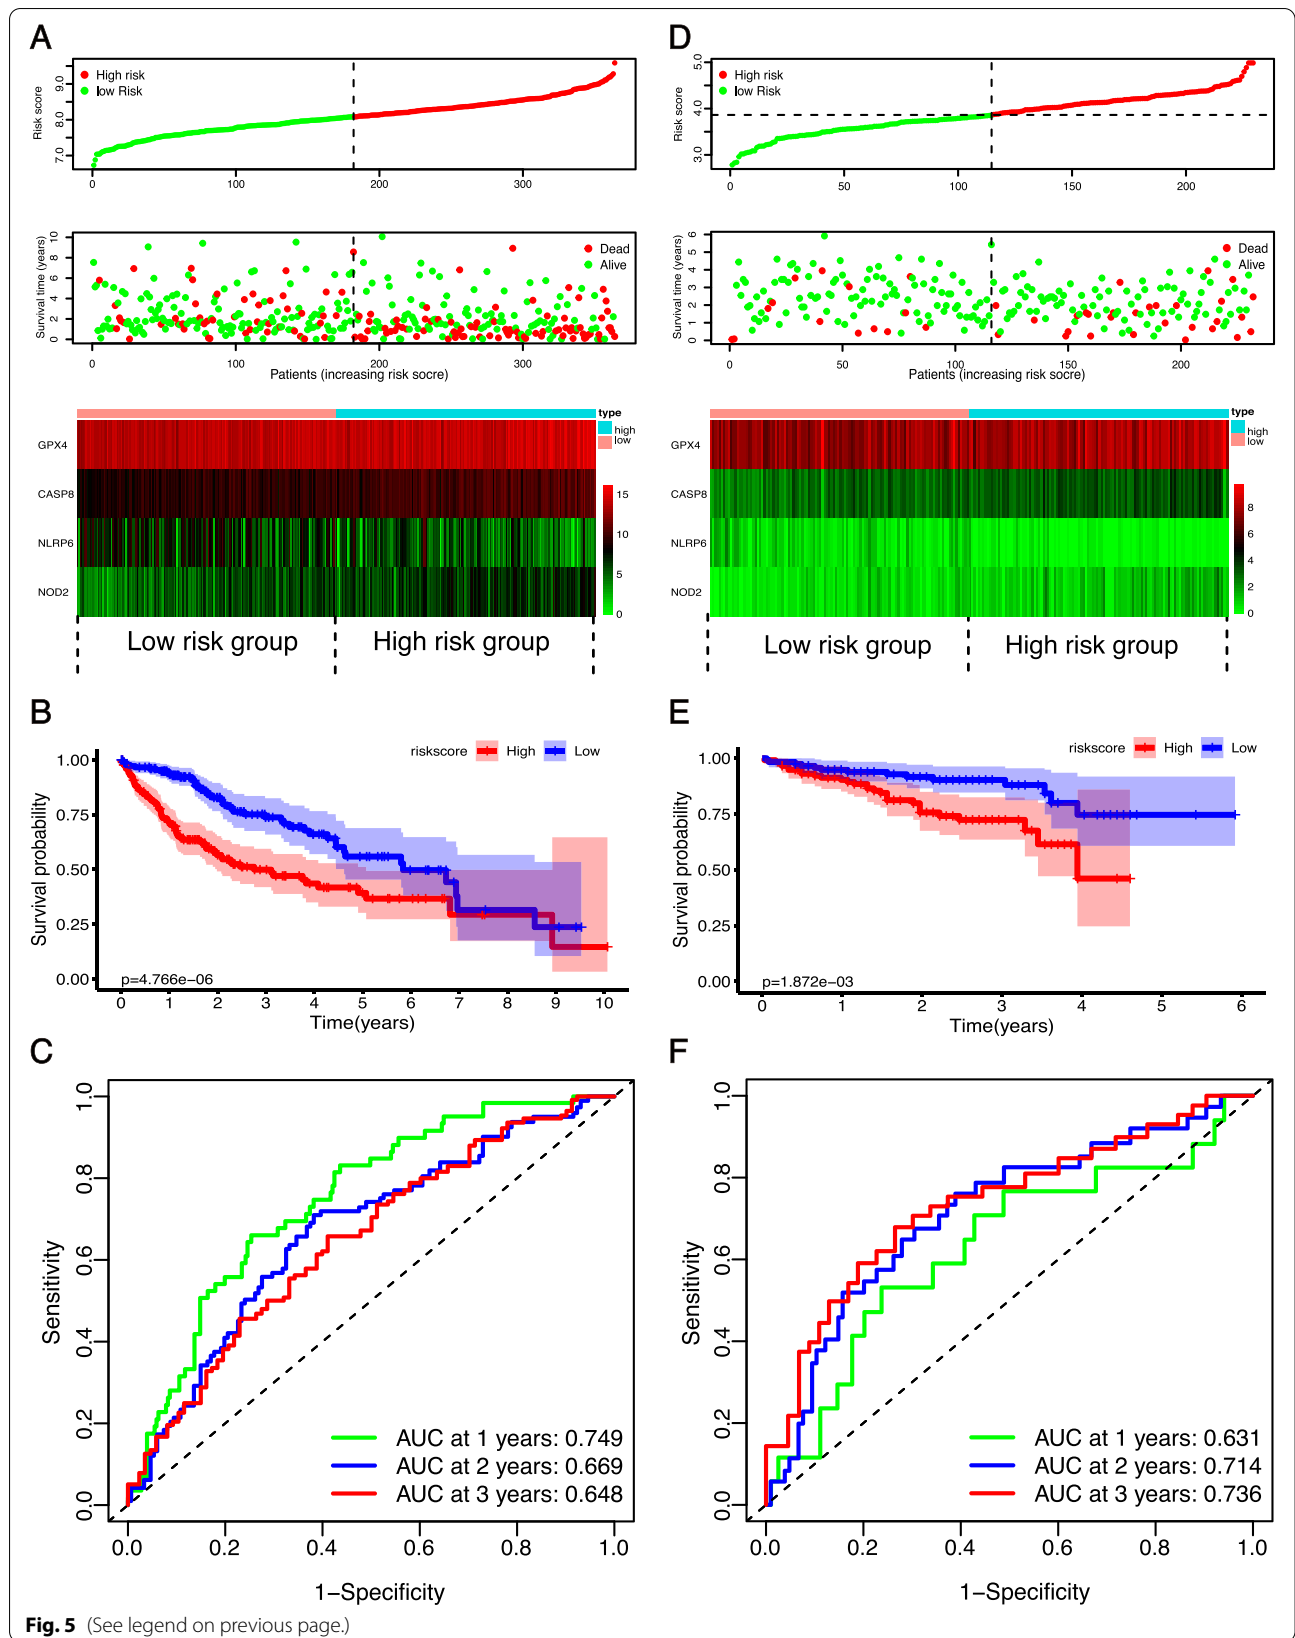 A
High risk
low Risk
Risk score
7.0
8.0
9.0
0
100
200
300
Dead
Alive
Survival time (years)
0
2
4
6
8
10
0
100
200
300
Patients (increasing risk socre)
type
high
low
GPX4
CASP8
NLRP6
NOD2
15
10
5
0
Low risk group
High risk group
D
High risk
low Risk
Risk score
3.0
4.0
5.0
0
50
100
150
200
Dead
Alive
Survival time (years)
0
1
2
3
4
5
6
0
50
100
150
200
Patients (increasing risk socre)
type
high
low
GPX4
CASP8
NLRP6
NOD2
8
6
4
2
0
Low risk group
High risk group
B
riskscore High Low
Survival probability
1.00
0.75
0.50
0.25
0.00
p=4.766e−06
0 1 2 3 4 5 6 7 8 9 10
Time(years)
E
riskscore High Low
Survival probability
1.00
0.75
0.50
0.25
0.00
p=1.872e−03
0 1 2 3 4 5 6
Time(years)
C
Sensitivity
0.0
0.2
0.4
0.6
0.8
1.0
AUC at 1 years: 0.749
AUC at 2 years: 0.669
AUC at 3 years: 0.648
0.0 0.2 0.4 0.6 0.8 1.0
1−Specificity
F
Sensitivity
0.0
0.2
0.4
0.6
0.8
1.0
AUC at 1 years: 0.631
AUC at 2 years: 0.714
AUC at 3 years: 0.736
0.0 0.2 0.4 0.6 0.8 1.0
1−Specificity
Fig. 5 (See legend on previous page.)